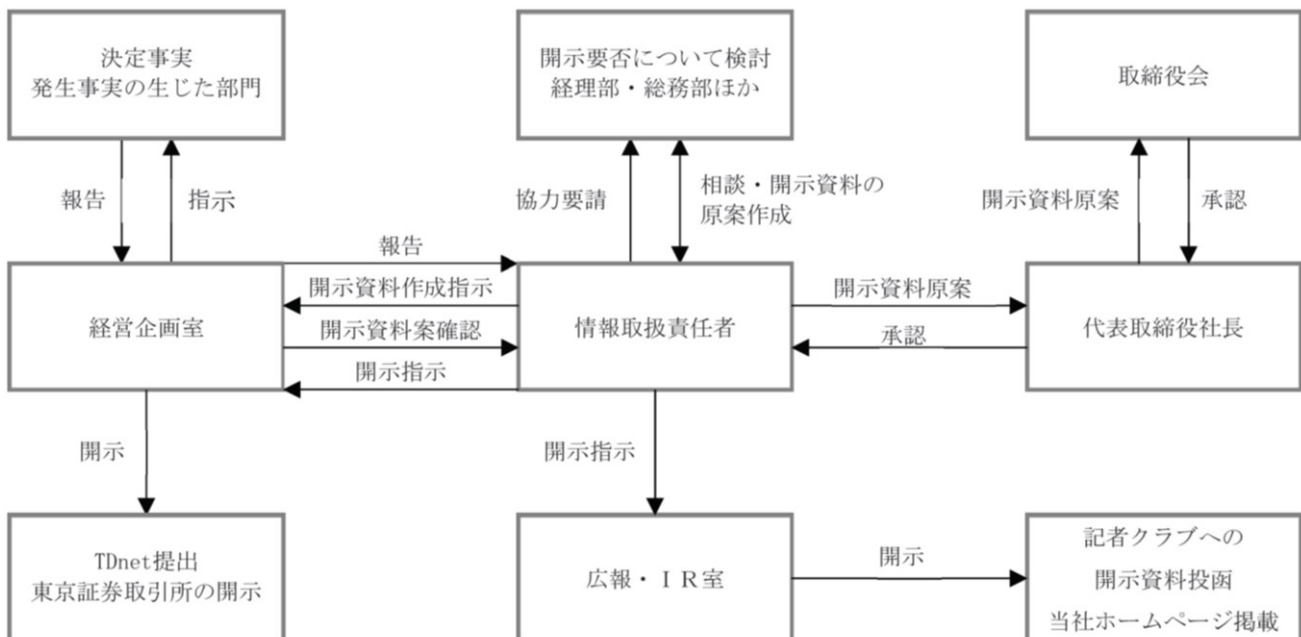 決定事実
発生事実の生じた部門
開示要否について検討
経理部・総務部ほか
取締役会
報告
指示
協力要請
相談・開示資料の
原案作成
開示資料原案
承認
経営企画室
報告
開示資料作成指示
開示資料案確認
開示指示
情報取扱責任者
開示資料原案
承認
代表取締役社長
開示
開示指示
TDnet提出
東京証券取引所の開示
広報・ＩＲ室
開示
記者クラブへの
開示資料投函
当社ホームページ掲載